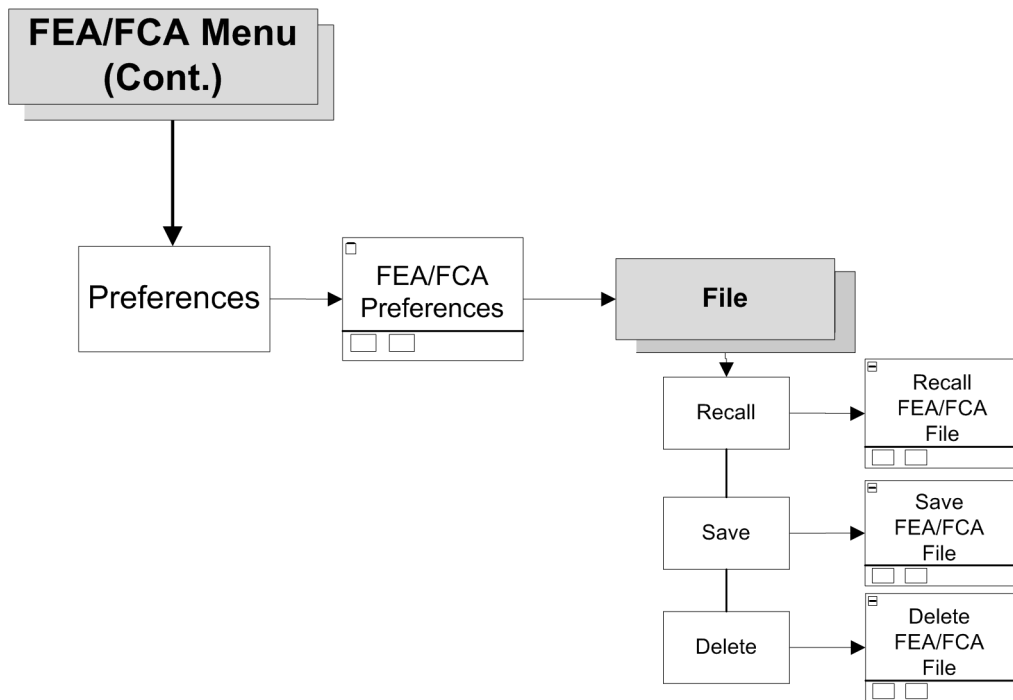 FEA/FCA Menu
(Cont.)
Preferences
FEA/FCA
Preferences
File
Recall
Recall
FEA/FCA
File
Save
Save
FEA/FCA
File
Delete
Delete
FEA/FCA
File